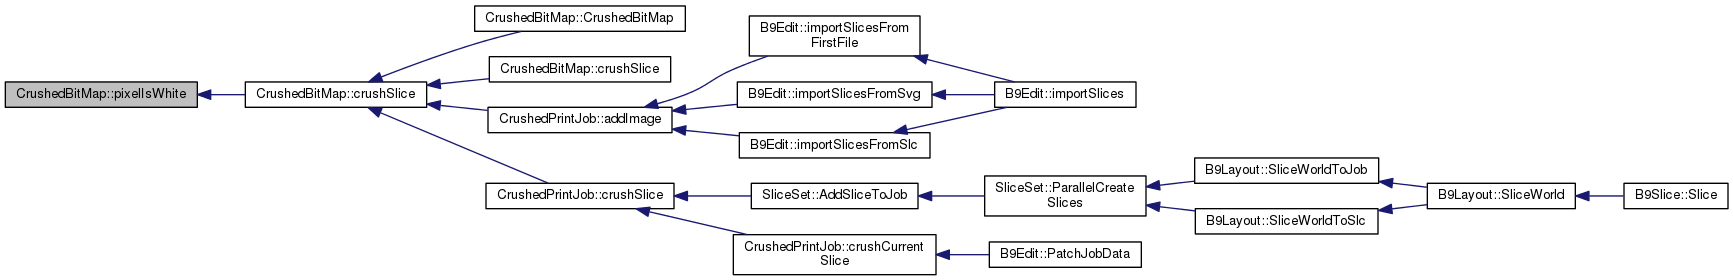 CrushedBitMap::pixelIsWhite
CrushedBitMap::crushSlice
CrushedBitMap::CrushedBitMap
CrushedBitMap::crushSlice
CrushedPrintJob::addImage
CrushedPrintJob::crushSlice
B9Edit::importSlicesFrom
FirstFile
B9Edit::importSlicesFromSvg
B9Edit::importSlicesFromSlc
B9Edit::importSlices
SliceSet::AddSliceToJob
CrushedPrintJob::crushCurrent
Slice
SliceSet::ParallelCreate
Slices
B9Edit::PatchJobData
B9Layout::SliceWorldToJob
B9Layout::SliceWorldToSlc
B9Layout::SliceWorld
B9Slice::Slice